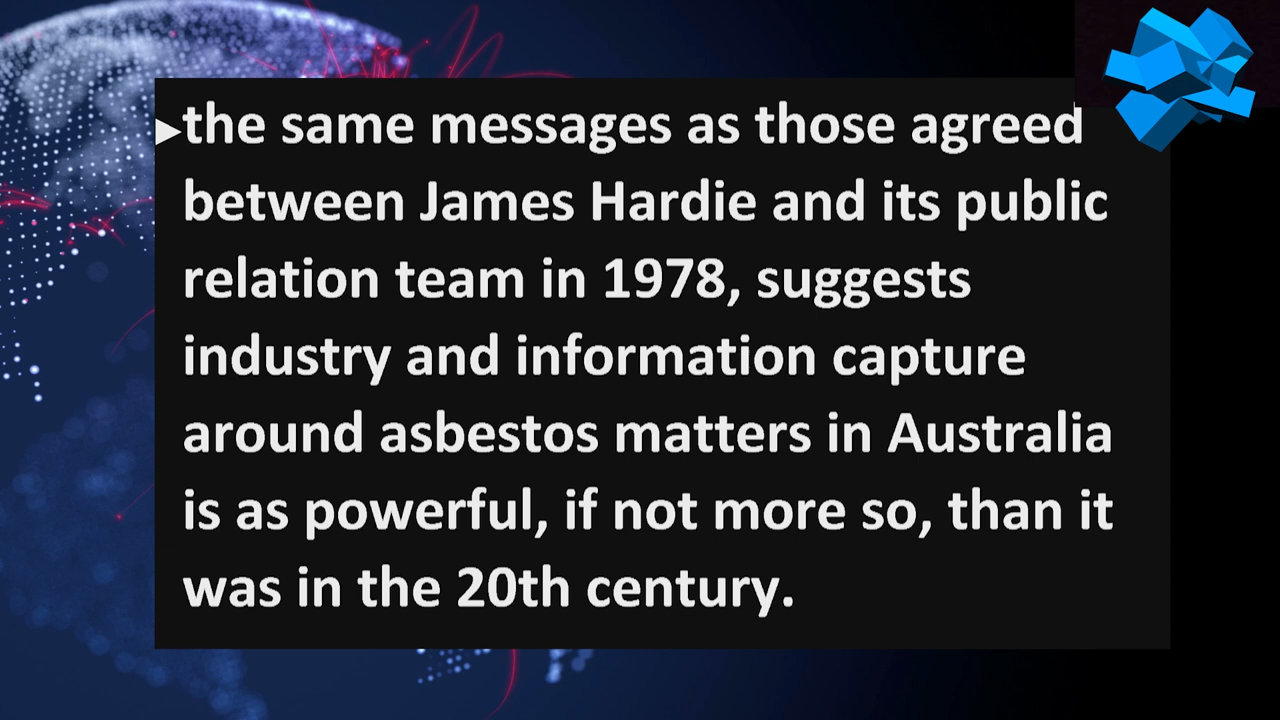 ▶the same messages as those agreed
between James Hardie and its public
relation team in 1978, suggests
industry and information capture
around asbestos matters in Australia
is as powerful, if not more so, than it
was in the 20th century.